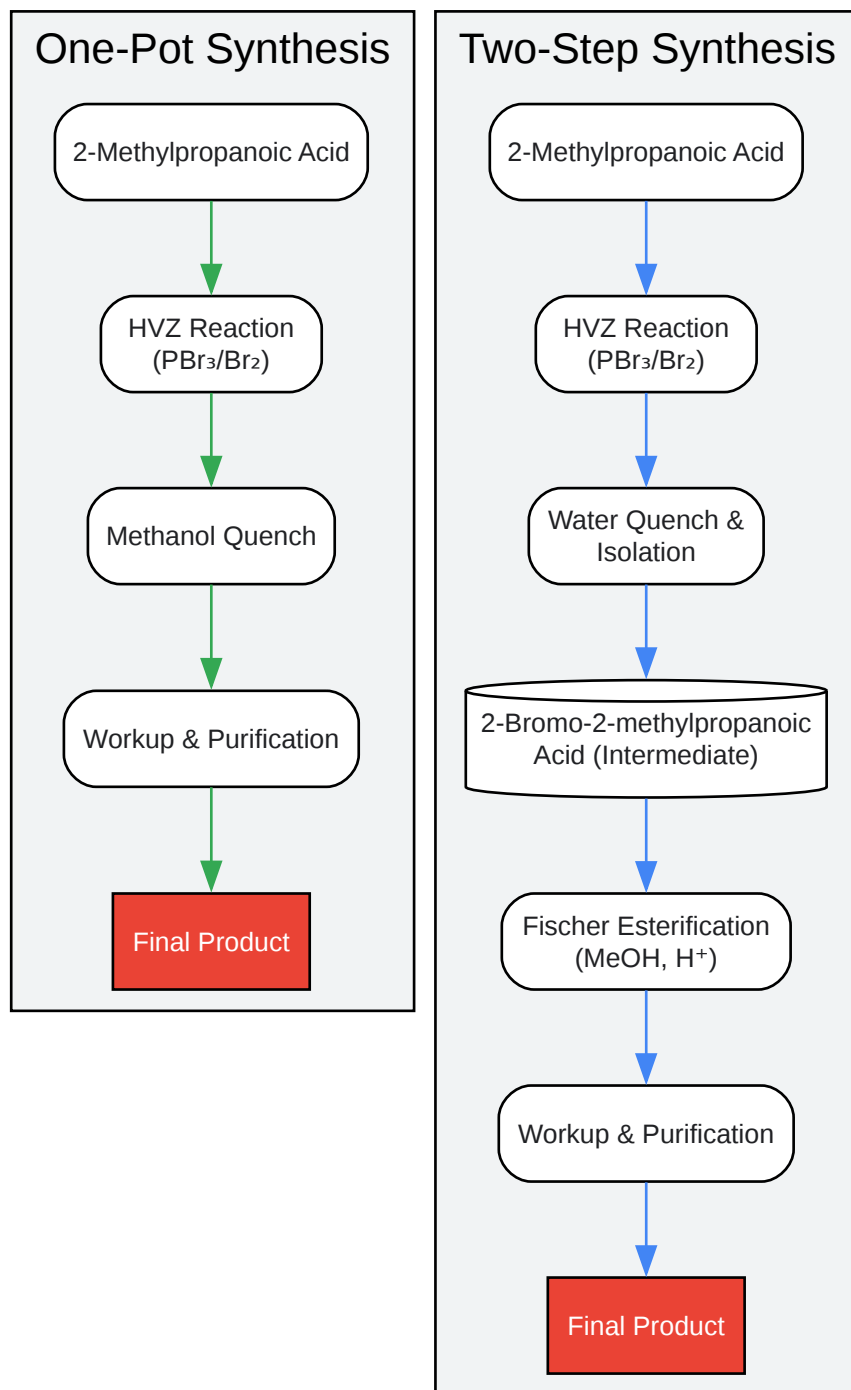 One-Pot Synthesis
2-Methylpropanoic Acid
HVZ Reaction
(PBr₃/Br₂)
Methanol Quench
Workup & Purification
Final Product
Two-Step Synthesis
2-Methylpropanoic Acid
HVZ Reaction
(PBr₃/Br₂)
Water Quench &
Isolation
2-Bromo-2-methylpropanoic
Acid (Intermediate)
Fischer Esterification
(MeOH, H⁺)
Workup & Purification
Final Product